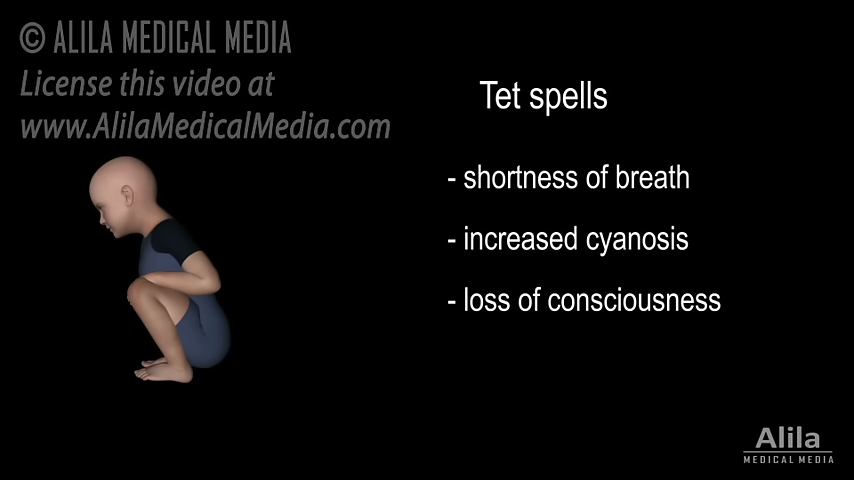 © ALILA MEDICAL MEDIA
License this video at
www.AlilaMedicalMedia.com
Tet spells
- shortness of breath
- increased cyanosis
- loss of consciousness
Alila
MEDICAL MEDIA